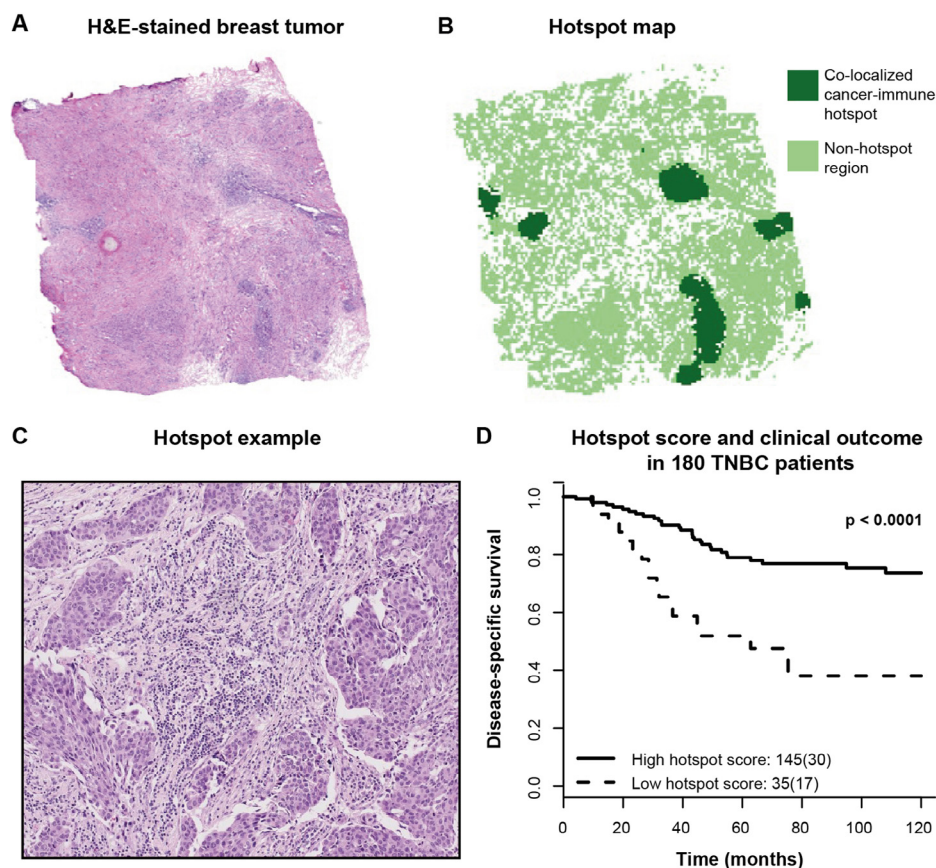 A
H&E-stained breast tumor
B
Hotspot map
Co-localized
cancer-immune
hotspot
Non-hotspot
region
C
Hotspot example
D
Hotspot score and clinical outcome
in 180 TNBC patients
Disease-specific survival
1.0
0.8
0.6
0.4
0.2
0.0
p < 0.0001
High hotspot score: 145(30)
Low hotspot score: 35(17)
0 20 40 60 80 100 120
Time (months)